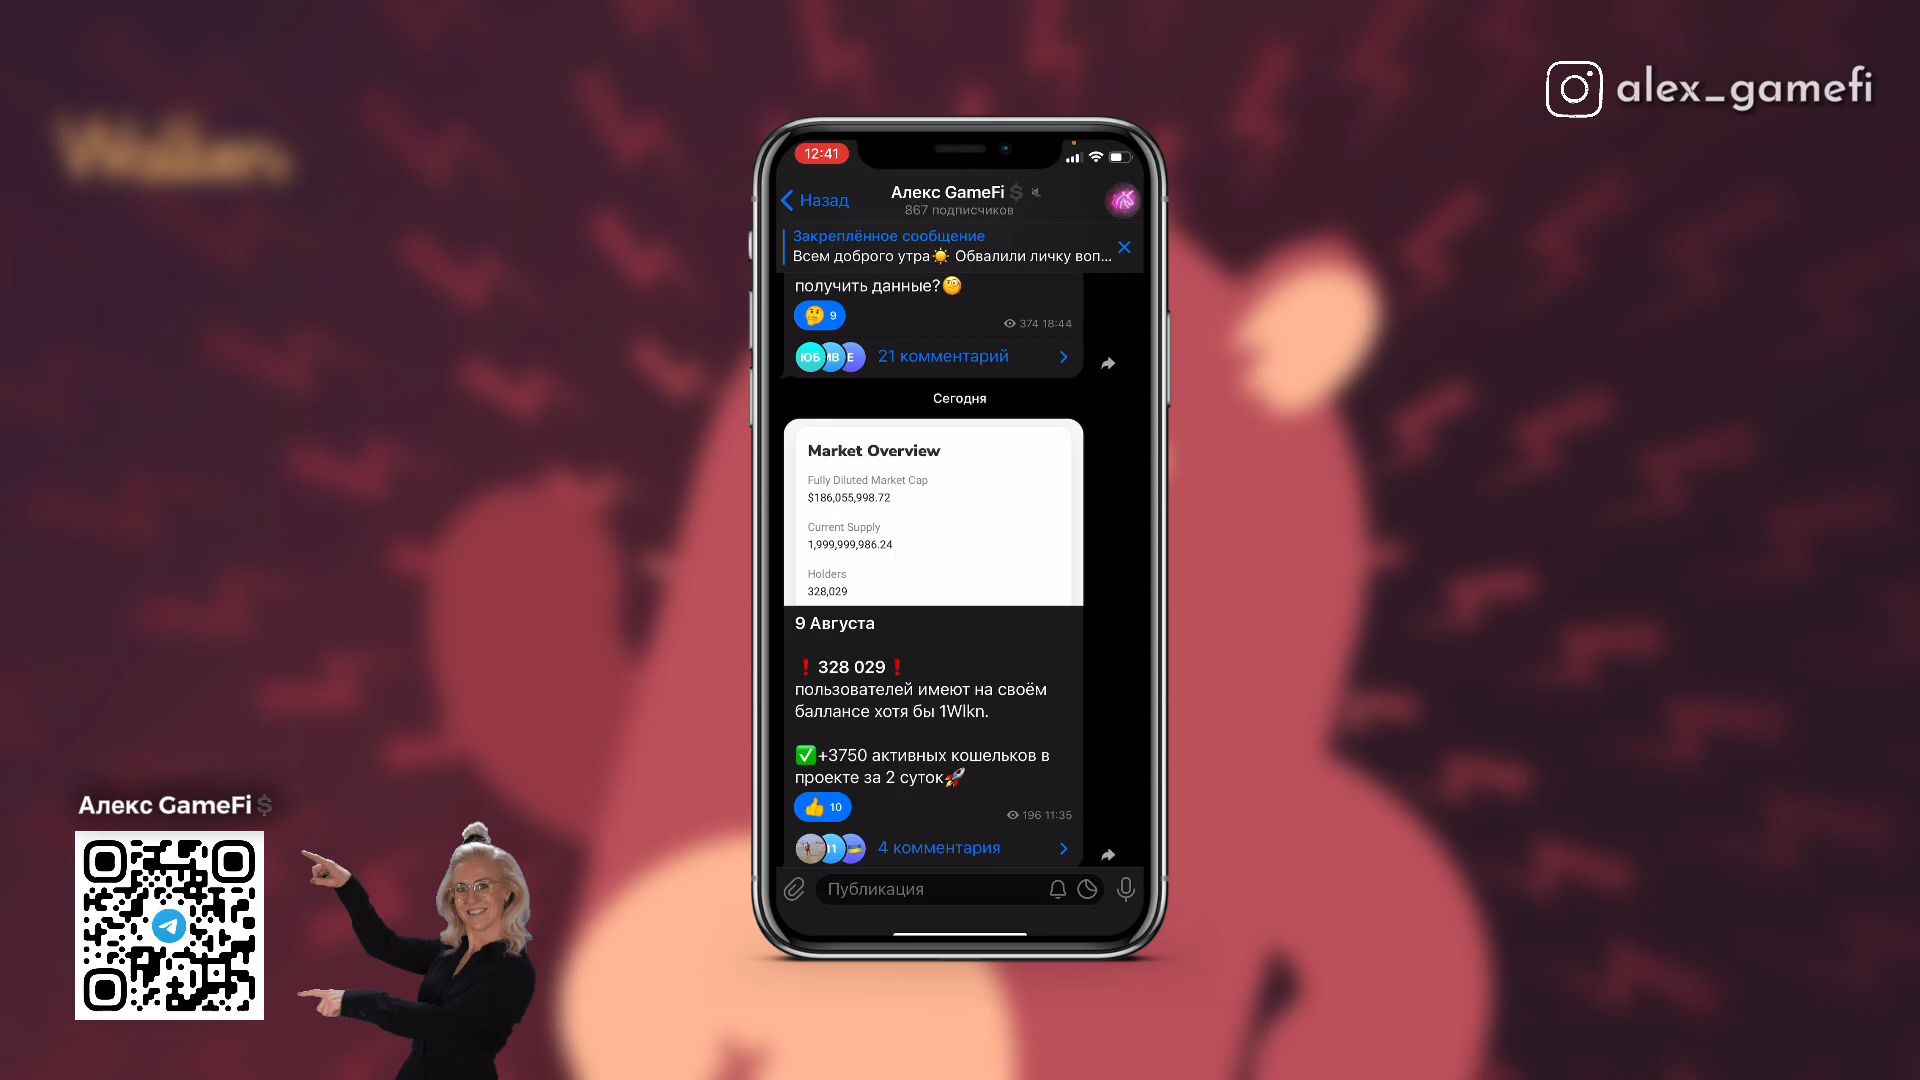 alex_gamefi
Walken
12:41
Назад
Алекс GameFi
867 подписчиков
Закреплённое сообщение
Всем доброго утра☀️ Обвалили личку воп...
получить данные?🧐
🤔 9
374 18:44
ЮБ
ИВ
E
21 комментарий
Сегодня
Market Overview
Fully Diluted Market Cap
$186,055,998.72
Current Supply
1,999,999,986.24
Holders
328,029
9 Августа
❗328 029❗
пользователей имеют на своём
баллансе хотя бы 1Wlkn.
✅+3750 активных кошельков в
проекте за 2 суток🚀
👍 10
196 11:35
4 комментария
Публикация
Алекс GameFi💲